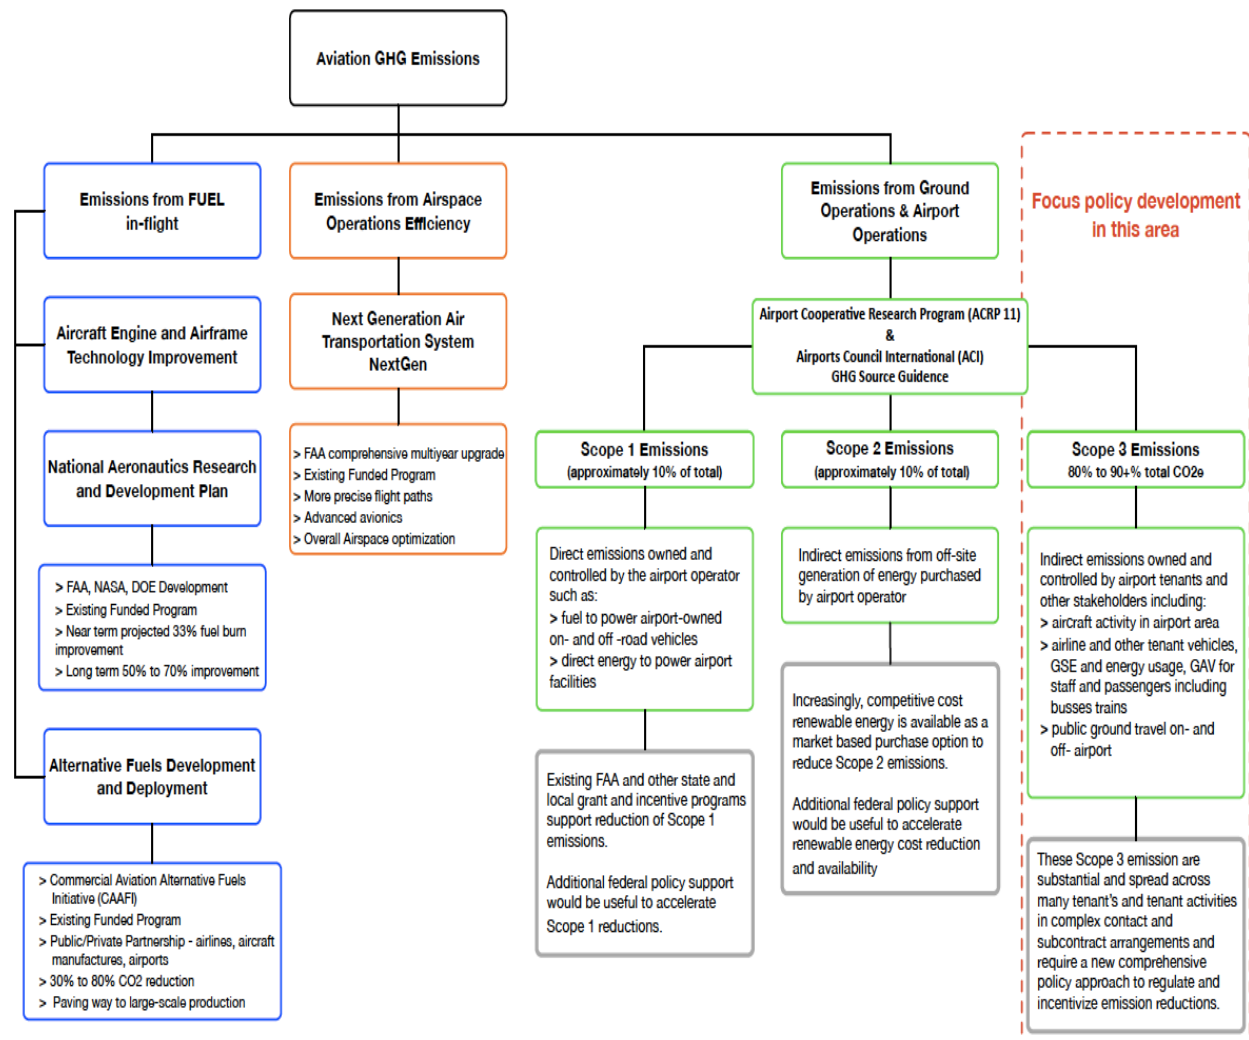 Aviation GHG Emissions
Emissions from FUEL
in-flight
Aircraft Engine and Airframe
Technology Improvement
National Aeronautics Research
and Development Plan
> FAA, NASA, DOE Development
> Existing Funded Program
> Near term projected 33% fuel burn
improvement
> Long term 50% to 70% improvement
Alternative Fuels Development
and Deployment
> Commercial Aviation Alternative Fuels
Initiative (CAAFI)
> Existing Funded Program
> Public/Private Partnership - airlines, aircraft
manufactures, airports
> 30% to 80% CO2 reduction
> Paving way to large-scale production
Emissions from Airspace
Operations Efficiency
Next Generation Air
Transportation System
NextGen
> FAA comprehensive multiyear upgrade
> Existing Funded Program
> More precise flight paths
> Advanced avionics
> Overall Airspace optimization
Emissions from Ground
Operations & Airport
Operations
Airport Cooperative Research Program (ACRP 11)
&
Airports Council International (ACI)
GHG Source Guidance
Scope 1 Emissions
(approximately 10% of total)
Direct emissions owned and
controlled by the airport operator
such as:
> fuel to power airport-owned
on- and off -road vehicles
> direct energy to power airport
facilities
Existing FAA and other state and
local grant and incentive programs
support reduction of Scope 1
emissions.
Additional federal policy support
would be useful to accelerate
Scope 1 reductions.
Scope 2 Emissions
(approximately 10% of total)
Indirect emissions from off-site
generation of energy purchased
by airport operator
Increasingly, competitive cost
renewable energy is available as a
market based purchase option to
reduce Scope 2 emissions.
Additional federal policy support
would be useful to accelerate
renewable energy cost reduction
and availability
Focus policy development
in this area
Scope 3 Emissions
80% to 90+% total CO2e
Indirect emissions owned and
controlled by airport tenants and
other stakeholders including:
> aircraft activity in airport area
> airline and other tenant vehicles,
GSE and energy usage, GAV for
staff and passengers including
busses trains
> public ground travel on- and
off- airport
These Scope 3 emission are
substantial and spread across
many tenant's and tenant activities
in complex contact and
subcontract arrangements and
require a new comprehensive
policy approach to regulate and
incentivize emission reductions.